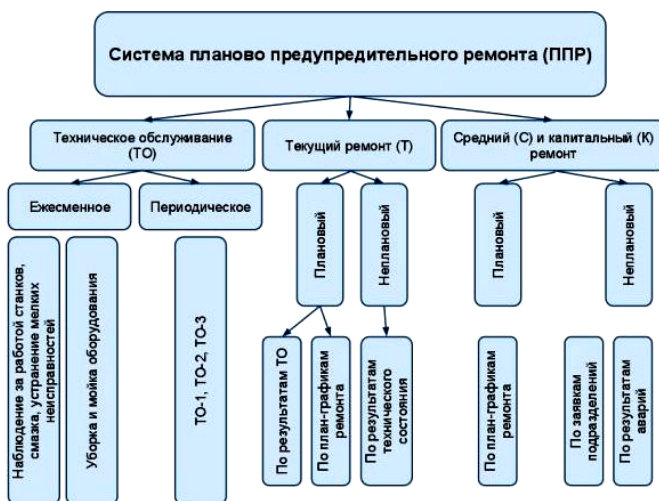 Система планово предупредительного ремонта (ППР)
Техническое обслуживание
(ТО)
Текущий ремонт (Т)
Средний (С) и капитальный (К)
ремонт
Ежесменное
Периодическое
Плановый
Неплановый
Плановый
Неплановый
Наблюдение за работой станков,
смазка, устранение мелких
неисправностей
Уборка и мойка оборудования
ТО-1, ТО-2, ТО-3
По результатам ТО
По план-графикам
ремонта
По результатам
технического
состояния
По план-графикам
ремонта
По заявкам
подразделений
По результатам
аварий